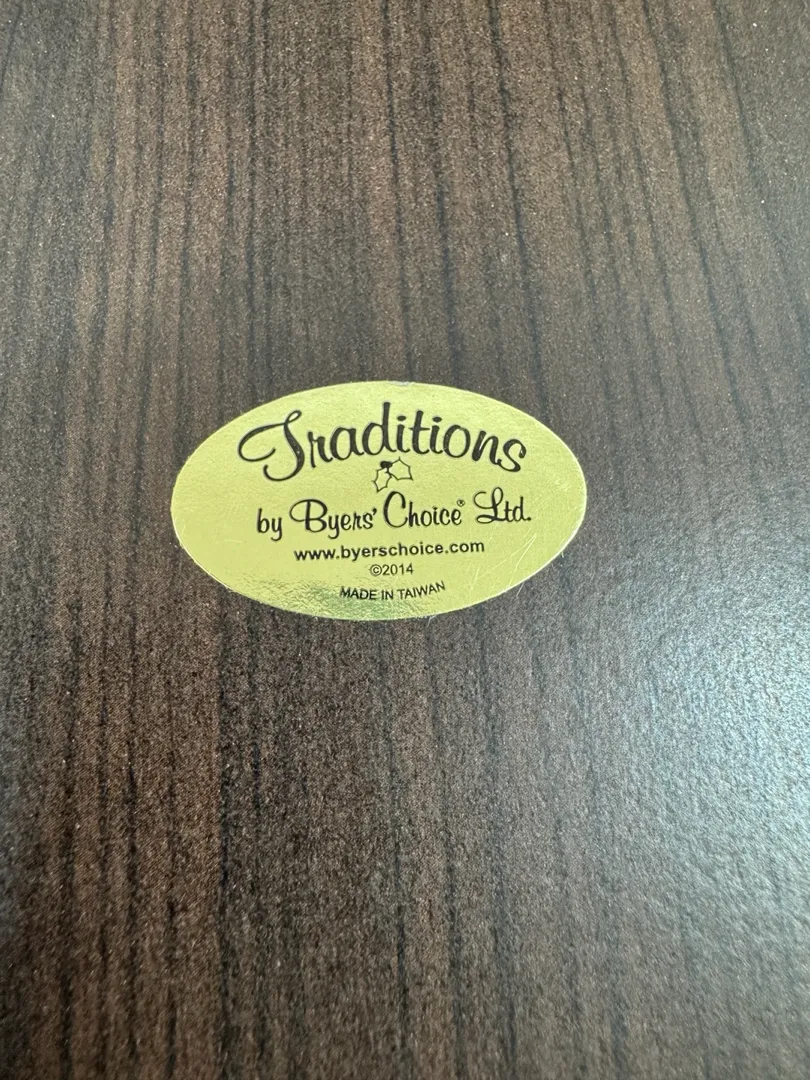 Traditions
by Byers' Choice® Ltd.
www.byerschoice.com
©2014
MADE IN TAIWAN